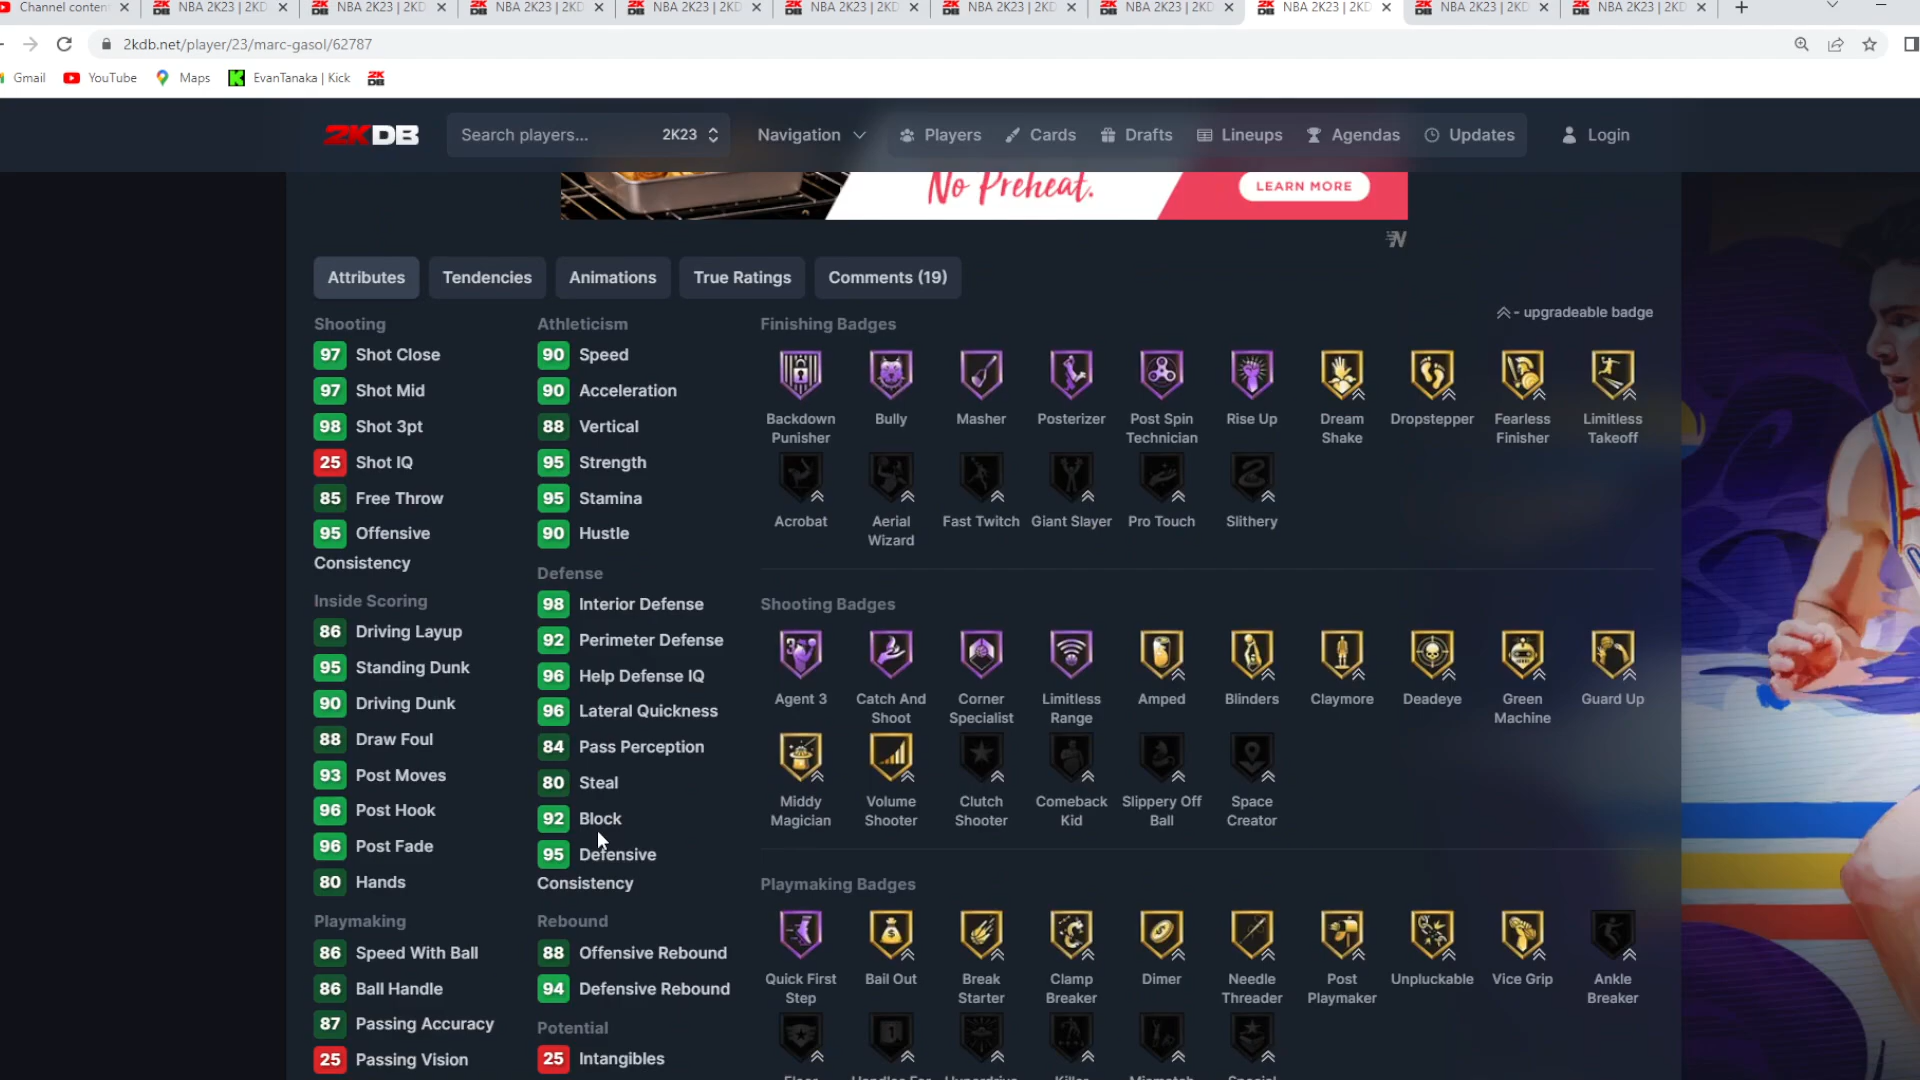 Channel content
NBA 2K23 | 2KD
NBA 2K23 | 2KD
NBA 2K23 | 2KD
NBA 2K23 | 2KD
NBA 2K23 | 2KD
NBA 2K23 | 2KD
NBA 2K23 | 2KD
NBA 2K23 | 2KD
NBA 2K23 | 2KD
NBA 2K23 | 2KD
2kdb.net/player/23/marc-gasol/62787
Gmail
YouTube
Maps
EvanTanaka | Kick
2KDB
Search players...
2K23
Navigation
Players
Cards
Drafts
Lineups
Agendas
Updates
Login
No Preheat.
LEARN MORE
Attributes
Tendencies
Animations
True Ratings
Comments (19)
- upgradeable badge
Shooting
97 Shot Close
97 Shot Mid
98 Shot 3pt
25 Shot IQ
85 Free Throw
95 Offensive
Consistency
Inside Scoring
86 Driving Layup
95 Standing Dunk
90 Driving Dunk
88 Draw Foul
93 Post Moves
96 Post Hook
96 Post Fade
80 Hands
Playmaking
86 Speed With Ball
86 Ball Handle
87 Passing Accuracy
25 Passing Vision
Athleticism
90 Speed
90 Acceleration
88 Vertical
95 Strength
95 Stamina
90 Hustle
Defense
98 Interior Defense
92 Perimeter Defense
96 Help Defense IQ
96 Lateral Quickness
84 Pass Perception
80 Steal
92 Block
95 Defensive
Consistency
Rebound
88 Offensive Rebound
94 Defensive Rebound
Potential
25 Intangibles
Finishing Badges
Backdown
Punisher
Bully
Masher
Posterizer
Post Spin
Technician
Rise Up
Dream
Shake
Dropstepper
Fearless
Finisher
Limitless
Takeoff
Acrobat
Aerial
Wizard
Fast Twitch
Giant Slayer
Pro Touch
Slithery
Shooting Badges
Agent 3
Catch And
Shoot
Corner
Specialist
Limitless
Range
Amped
Blinders
Claymore
Deadeye
Green
Machine
Guard Up
Middy
Magician
Volume
Shooter
Clutch
Shooter
Comeback
Kid
Slippery Off
Ball
Space
Creator
Playmaking Badges
Quick First
Step
Bail Out
Break
Starter
Clamp
Breaker
Dimer
Needle
Threader
Post
Playmaker
Unpluckable
Vice Grip
Ankle
Breaker